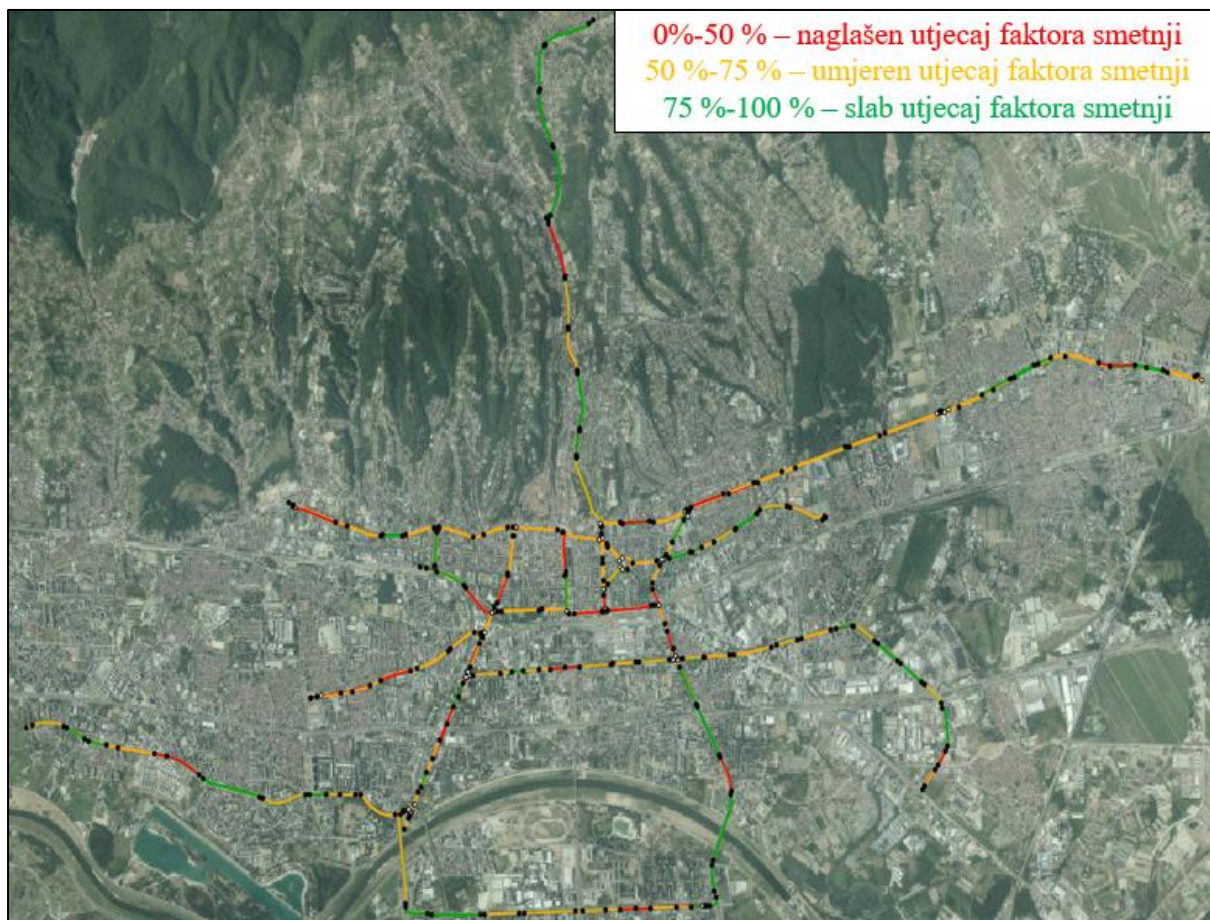 0%-50 % – naglašen utjecaj faktora smetnji
50 %-75 % – umjeren utjecaj faktora smetnji
75 %-100 % – slab utjecaj faktora smetnji